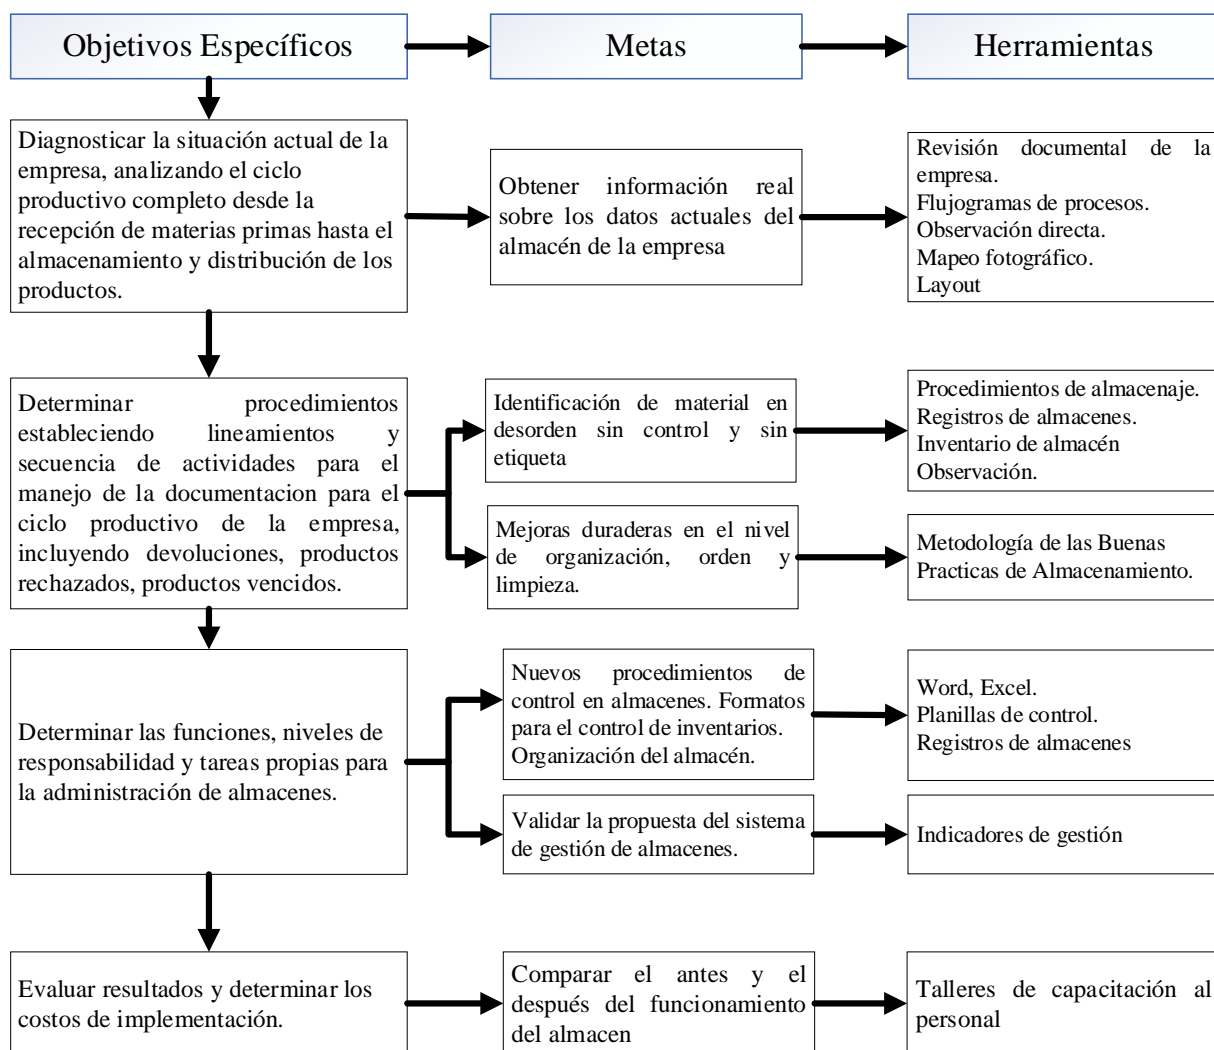 Objetivos Específicos
Metas
Herramientas
Diagnosticar la situación actual de la
empresa, analizando el ciclo
productivo completo desde la
recepción de materias primas hasta el
almacenamiento y distribución de los
productos.
Obtener información real
sobre los datos actuales del
almacén de la empresa
Revisión documental de la
empresa.
Flujogramas de procesos.
Observación directa.
Mapeo fotográfico.
Layout
Determinar procedimientos
estableciendo lineamientos y
secuencia de actividades para el
manejo de la documentacion para el
ciclo productivo de la empresa,
incluyendo devoluciones, productos
rechazados, productos vencidos.
Identificación de material en
desorden sin control y sin
etiqueta
Procedimientos de almacenaje.
Registros de almacenes.
Inventario de almacén
Observación.
Mejoras duraderas en el nivel
de organización, orden y
limpieza.
Metodología de las Buenas
Practicas de Almacenamiento.
Determinar las funciones, niveles de
responsabilidad y tareas propias para
la administración de almacenes.
Nuevos procedimientos de
control en almacenes. Formatos
para el control de inventarios.
Organización del almacén.
Word, Excel.
Planillas de control.
Registros de almacenes
Validar la propuesta del sistema
de gestión de almacenes.
Indicadores de gestión
Evaluar resultados y determinar los
costos de implementación.
Comparar el antes y el
después del funcionamiento
del almacen
Talleres de capacitación al
personal